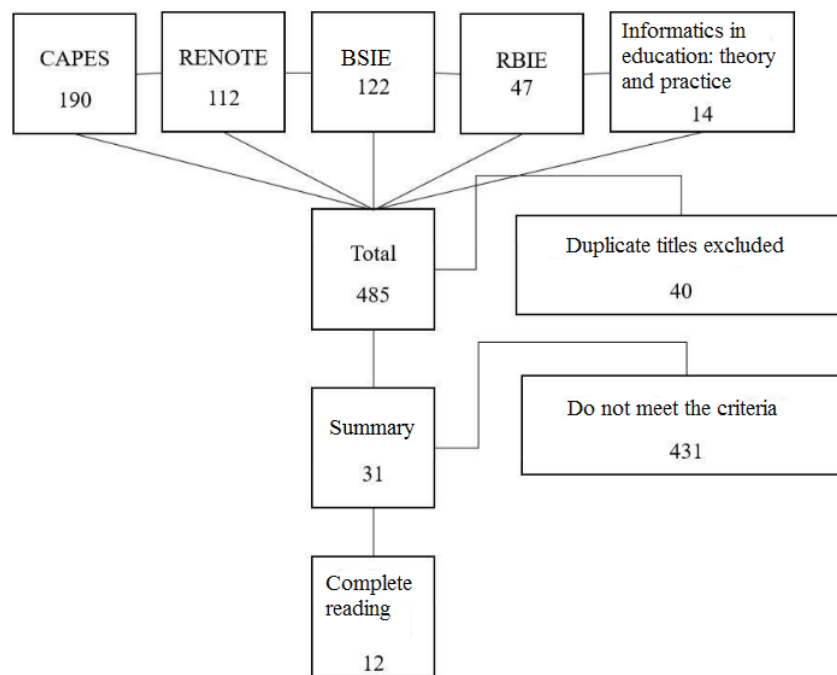 CAPES
190
RENOTE
112
BSIE
122
RBIE
47
Informatics in
education: theory
and practice
14
Total
485
Duplicate titles excluded
40
Summary
31
Do not meet the criteria
431
Complete
reading
12